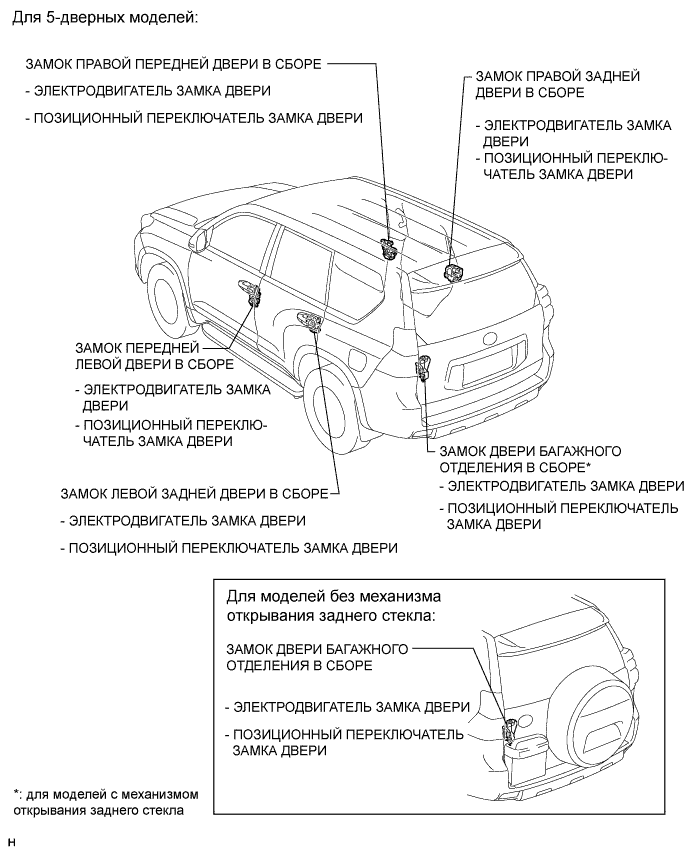 Для 5-дверных моделей:
ЗАМОК ПРАВОЙ ПЕРЕДНЕЙ ДВЕРИ В СБОРЕ
- ЭЛЕКТРОДВИГАТЕЛЬ ЗАМКА ДВЕРИ
- ПОЗИЦИОННЫЙ ПЕРЕКЛЮЧАТЕЛЬ ЗАМКА ДВЕРИ
ЗАМОК ПРАВОЙ ЗАДНЕЙ
ДВЕРИ В СБОРЕ
- ЭЛЕКТРОДВИГАТЕЛЬ ЗАМКА
ДВЕРИ
- ПОЗИЦИОННЫЙ ПЕРЕКЛЮ-
ЧАТЕЛЬ ЗАМКА ДВЕРИ
ЗАМОК ПЕРЕДНЕЙ
ЛЕВОЙ ДВЕРИ В СБОРЕ
- ЭЛЕКТРОДВИГАТЕЛЬ ЗАМКА
ДВЕРИ
- ПОЗИЦИОННЫЙ ПЕРЕКЛЮ-
ЧАТЕЛЬ ЗАМКА ДВЕРИ
ЗАМОК ДВЕРИ БАГАЖНОГО
ОТДЕЛЕНИЯ В СБОРЕ*
- ЭЛЕКТРОДВИГАТЕЛЬ ЗАМКА ДВЕРИ
- ПОЗИЦИОННЫЙ ПЕРЕКЛЮЧАТЕЛЬ
ЗАМКА ДВЕРИ
ЗАМОК ЛЕВОЙ ЗАДНЕЙ ДВЕРИ В СБОРЕ
- ЭЛЕКТРОДВИГАТЕЛЬ ЗАМКА ДВЕРИ
- ПОЗИЦИОННЫЙ ПЕРЕКЛЮЧАТЕЛЬ ЗАМКА ДВЕРИ
Для моделей без механизма
открывания заднего стекла:
ЗАМОК ДВЕРИ БАГАЖНОГО
ОТДЕЛЕНИЯ В СБОРЕ
- ЭЛЕКТРОДВИГАТЕЛЬ ЗАМКА ДВЕРИ
- ПОЗИЦИОННЫЙ ПЕРЕКЛЮЧАТЕЛЬ
ЗАМКА ДВЕРИ
*: для моделей с механизмом
открывания заднего стекла
H